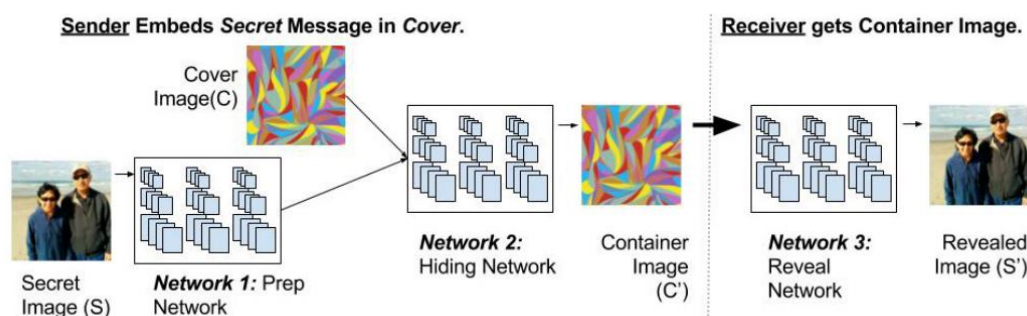 Sender Embeds Secret Message in Cover.
Receiver gets Container Image.
Cover
Image(C)
Secret
Image (S)
Network 1: Prep
Network
Network 2:
Hiding Network
Container
Image
(C')
Network 3:
Reveal
Network
Revealed
Image (S')